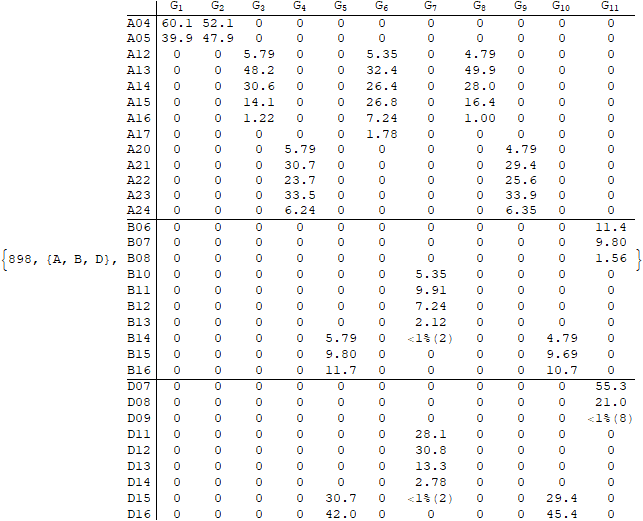 G₁ G₂ G₃ G₄ G₅ G₆ G₇ G₈ G₉ G₁₀ G₁₁
A04 60.1 52.1 0 0 0 0 0 0 0 0 0
A05 39.9 47.9 0 0 0 0 0 0 0 0 0
A12 0 0 5.79 0 0 5.35 0 4.79 0 0 0
A13 0 0 48.2 0 0 32.4 0 49.9 0 0 0
A14 0 0 30.6 0 0 26.4 0 28.0 0 0 0
A15 0 0 14.1 0 0 26.8 0 16.4 0 0 0
A16 0 0 1.22 0 0 7.24 0 1.00 0 0 0
A17 0 0 0 0 0 1.78 0 0 0 0 0
A20 0 0 0 5.79 0 0 0 0 4.79 0 0
A21 0 0 0 30.7 0 0 0 0 29.4 0 0
A22 0 0 0 23.7 0 0 0 0 25.6 0 0
A23 0 0 0 33.5 0 0 0 0 33.9 0 0
A24 0 0 0 6.24 0 0 0 0 6.35 0 0
B06 0 0 0 0 0 0 0 0 0 0 11.4
B07 0 0 0 0 0 0 0 0 0 0 9.80
{898, {A, B, D}, B08 0 0 0 0 0 0 0 0 0 0 1.56 }
B10 0 0 0 0 0 0 5.35 0 0 0 0
B11 0 0 0 0 0 0 9.91 0 0 0 0
B12 0 0 0 0 0 0 7.24 0 0 0 0
B13 0 0 0 0 0 0 2.12 0 0 0 0
B14 0 0 0 0 5.79 0 <1%(2) 0 0 4.79 0
B15 0 0 0 0 9.80 0 0 0 0 9.69 0
B16 0 0 0 0 11.7 0 0 0 0 10.7 0
D07 0 0 0 0 0 0 0 0 0 0 55.3
D08 0 0 0 0 0 0 0 0 0 0 21.0
D09 0 0 0 0 0 0 0 0 0 0 <1%(8)
D11 0 0 0 0 0 0 28.1 0 0 0 0
D12 0 0 0 0 0 0 30.8 0 0 0 0
D13 0 0 0 0 0 0 13.3 0 0 0 0
D14 0 0 0 0 0 0 2.78 0 0 0 0
D15 0 0 0 0 30.7 0 <1%(2) 0 0 29.4 0
D16 0 0 0 0 42.0 0 0 0 0 45.4 0